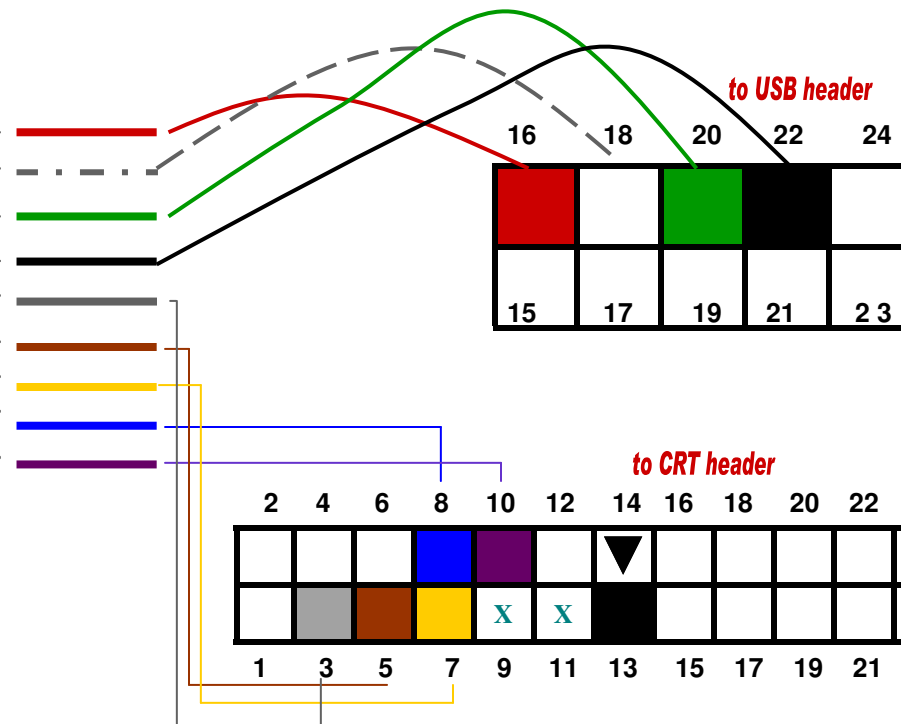 to USB header
16 18 20 22 24
15 17 19 21 2 3
to CRT header
2 4 6 8 10 12 14 16 18 20 22
X X
1 3 5 7 9 11 13 15 17 19 21